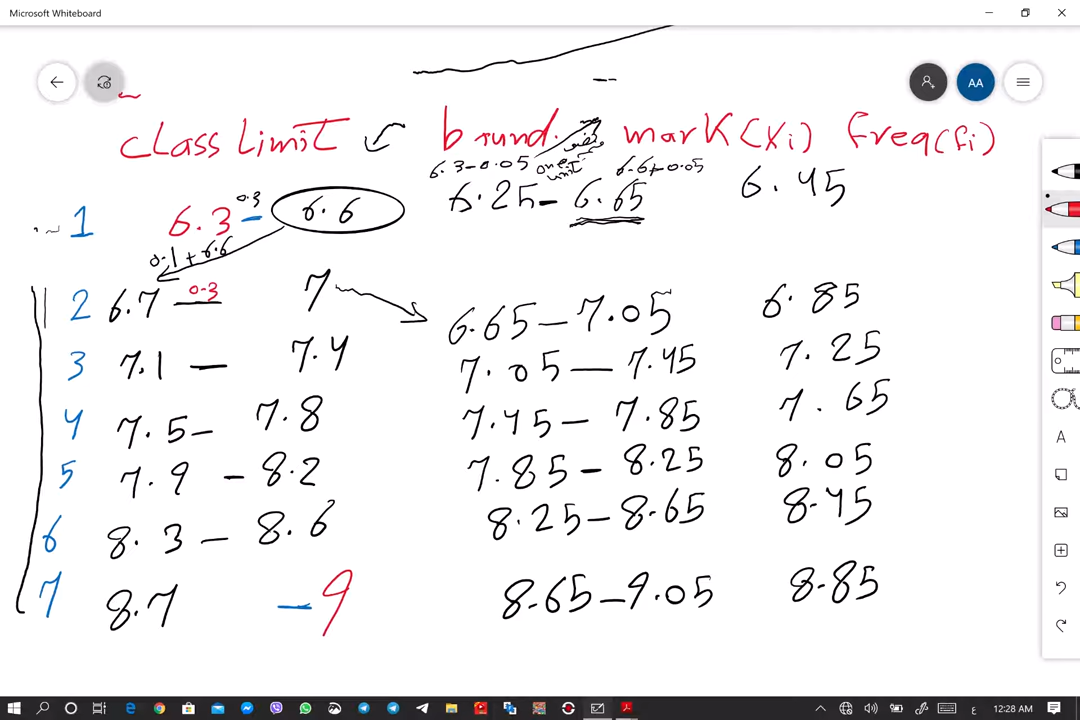 Microsoft Whiteboard
AA
class Limit bound. mark(xi) freq(fi)
6.3-0.05 one unit 6.6+0.05
1 6.3 - 0.3 6.6 6.25 - 6.65 6.45
0.1 + 6.6
2 6.7 0.3 7 6.65 - 7.05 6.85
3 7.1 - 7.4 7.05 - 7.45 7.25
4 7.5 - 7.8 7.45 - 7.85 7.65
5 7.9 - 8.2 7.85 - 8.25 8.05
6 8.3 - 8.6 8.25 - 8.65 8.45
7 8.7 - 9 8.65 - 9.05 8.85
ع 12:28 AM